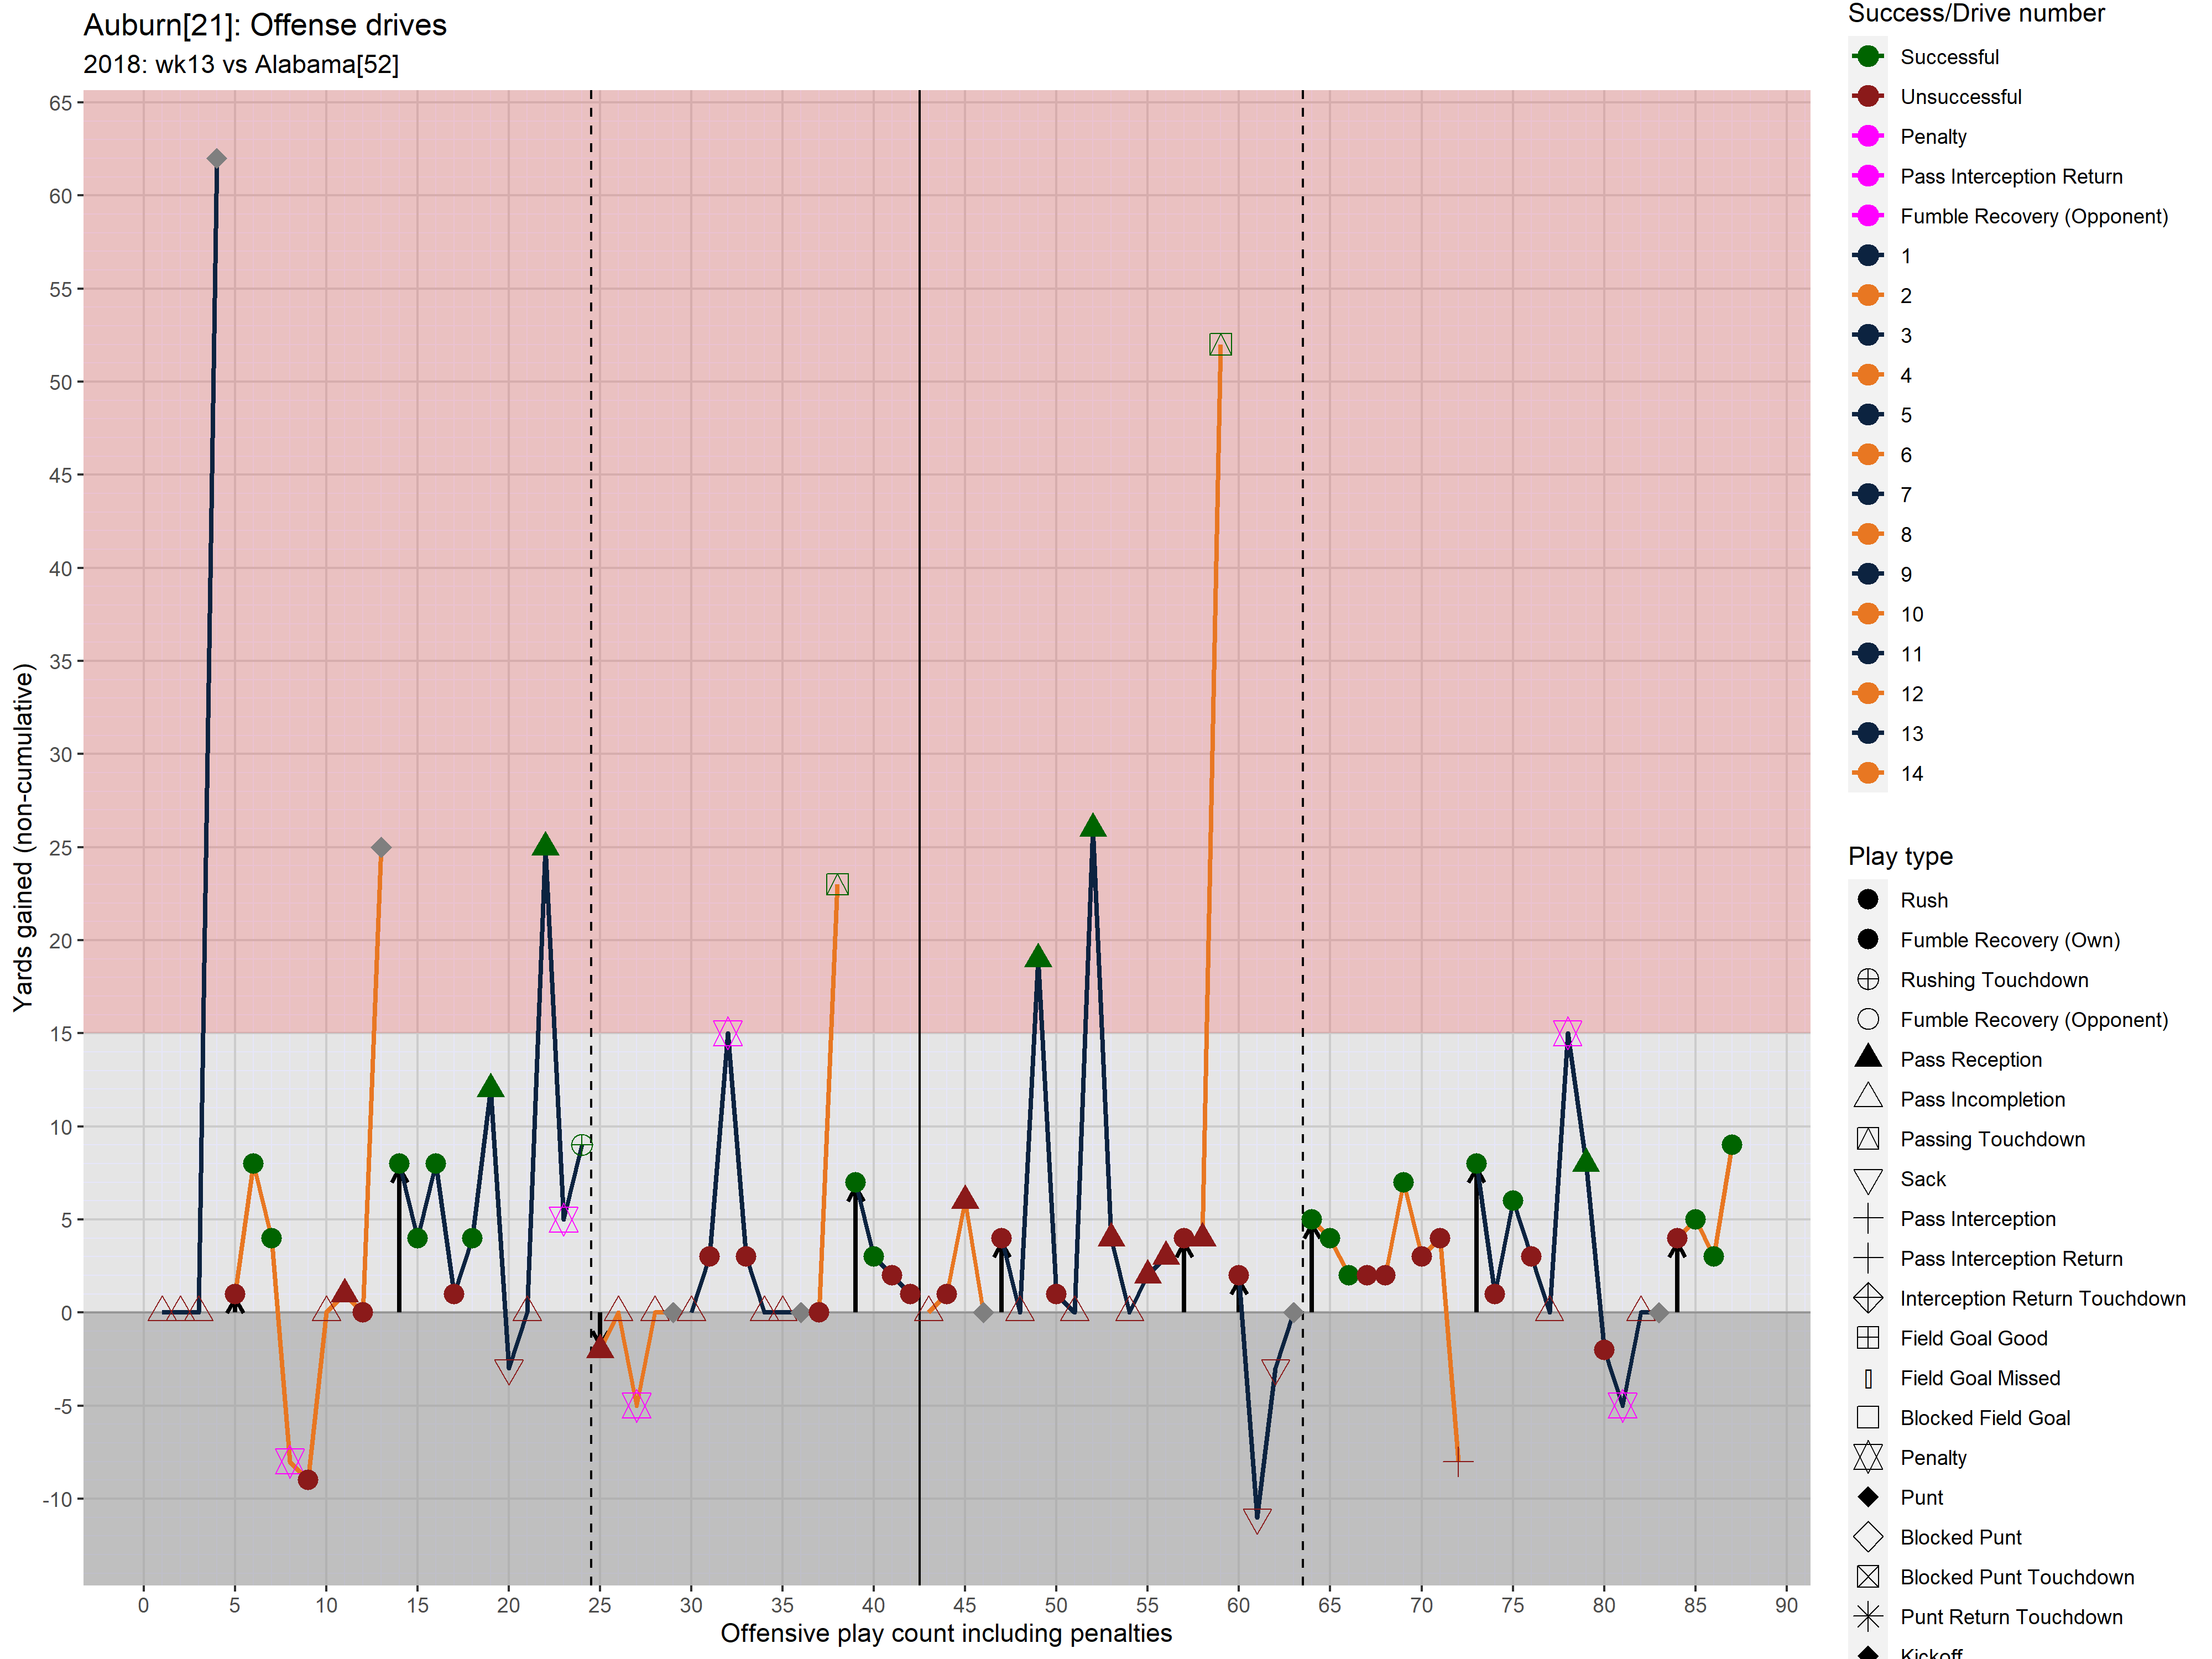 Auburn[21]: Offense drives
2018: wk13 vs Alabama[52]
65
60
55
50
45
40
35
30
25
20
15
10
5
0
-5
-10
Yards gained (non-cumulative)
0 5 10 15 20 25 30 35 40 45 50 55 60 65 70 75 80 85 90
Offensive play count including penalties
Success/Drive number
Successful
Unsuccessful
Penalty
Pass Interception Return
Fumble Recovery (Opponent)
1
2
3
4
5
6
7
8
9
10
11
12
13
14
Play type
Rush
Fumble Recovery (Own)
Rushing Touchdown
Fumble Recovery (Opponent)
Pass Reception
Pass Incompletion
Passing Touchdown
Sack
Pass Interception
Pass Interception Return
Interception Return Touchdown
Field Goal Good
Field Goal Missed
Blocked Field Goal
Penalty
Punt
Blocked Punt
Blocked Punt Touchdown
Punt Return Touchdown
Kickoff